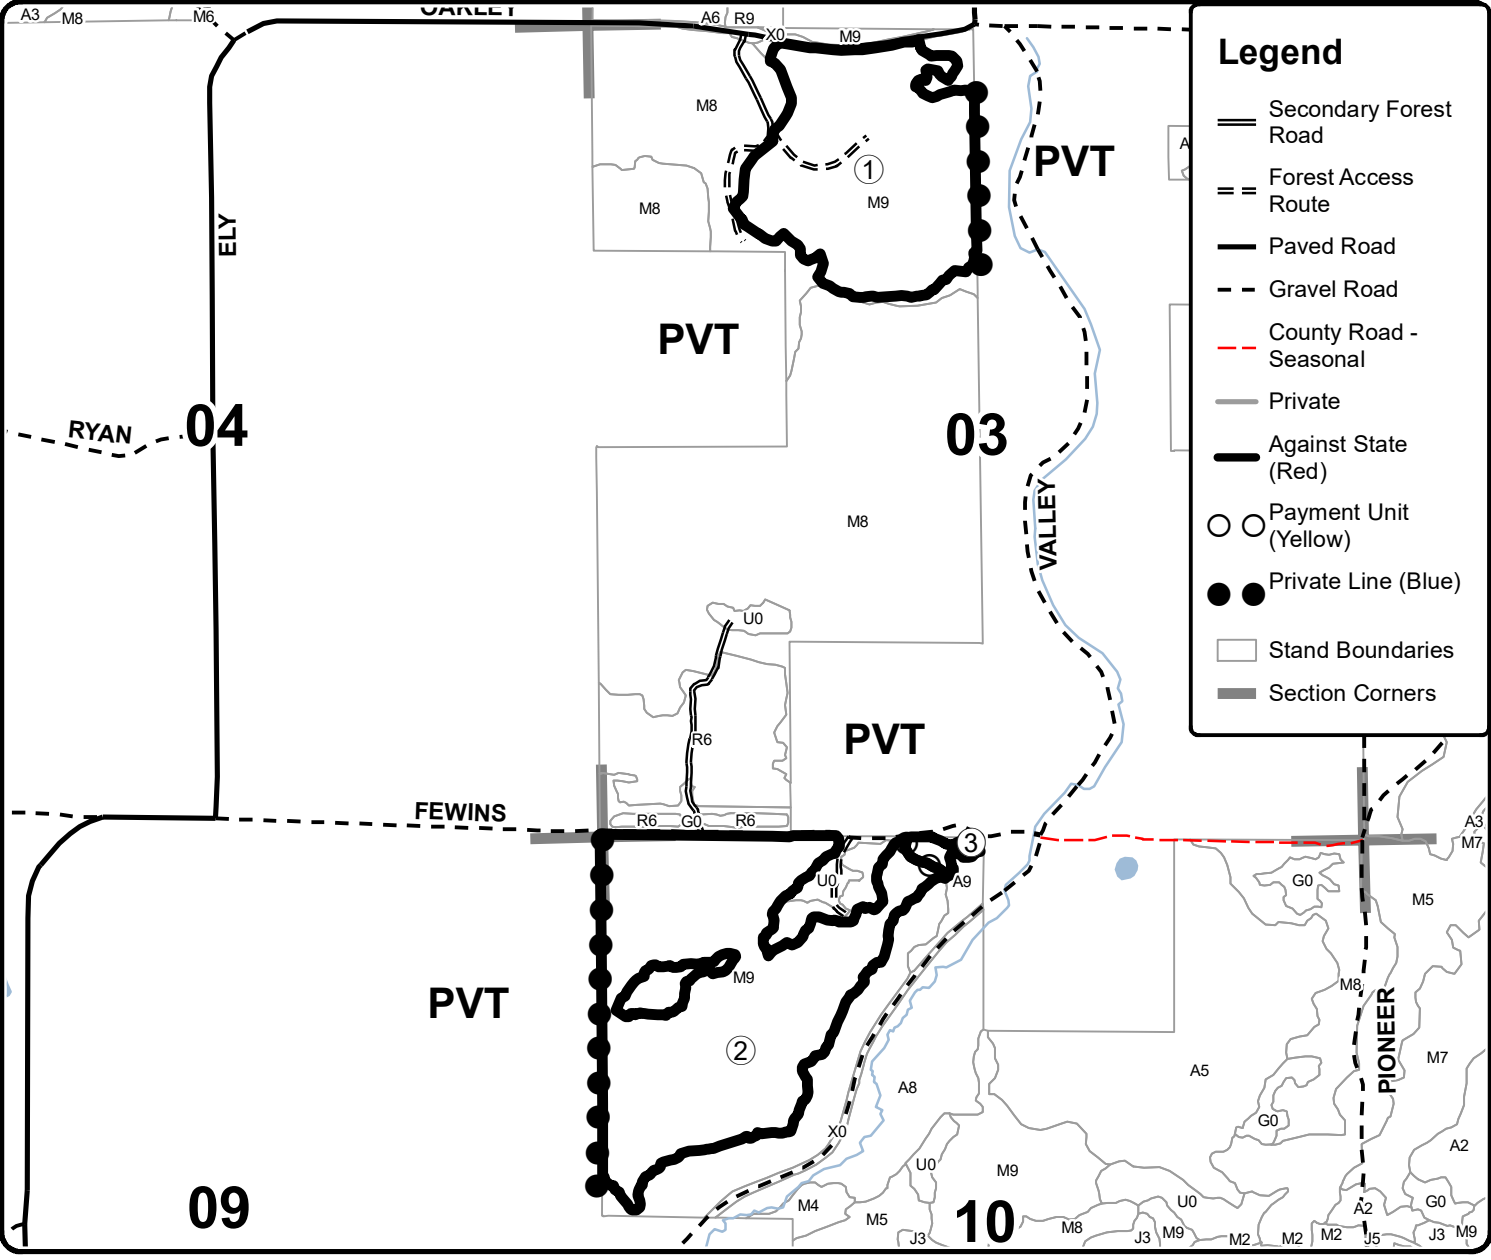 A3
M8
M6
OAKLEY
A6
R9
X0
M9
Legend
Secondary Forest
Road
Forest Access
Route
Paved Road
Gravel Road
County Road -
Seasonal
Private
Against State
(Red)
Payment Unit
(Yellow)
Private Line (Blue)
Stand Boundaries
Section Corners
M8
A
PVT
1
M9
M8
ELY
PVT
RYAN
04
03
M8
VALLEY
U0
R6
PVT
FEWINS
R6
G0
R6
3
A3
M7
U0
A9
G0
M5
M9
M8
PVT
PIONEER
2
M7
A5
A8
X0
G0
A2
U0
M9
M4
M5
J3
09
10
U0
A2
G0
M8
J3
M9
M2
M2
M2
J5
J3
M9